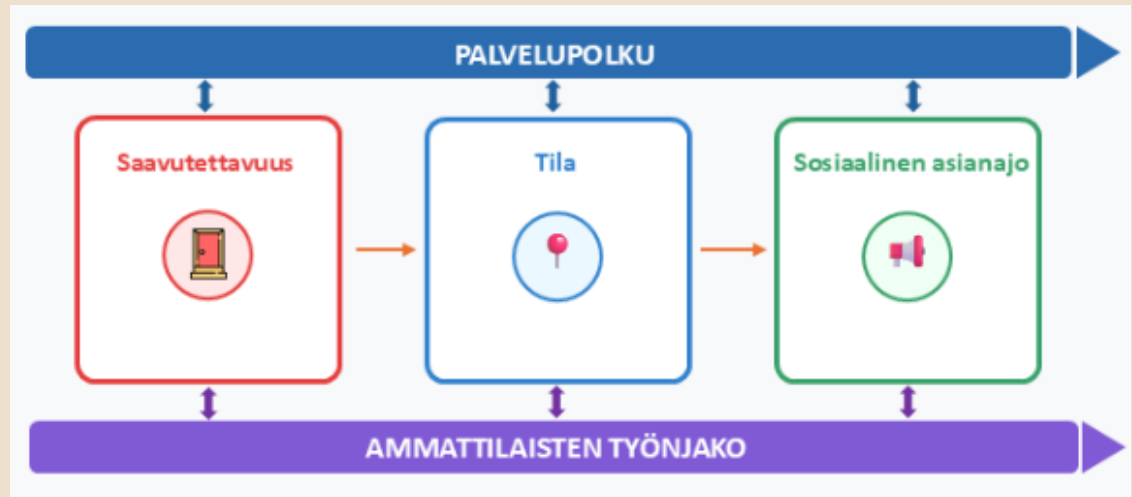 PALVELUPOLKU
Saavutettavuus
Tila
Sosiaalinen asianajo
AMMATTILAISTEN TYÖNJAKO